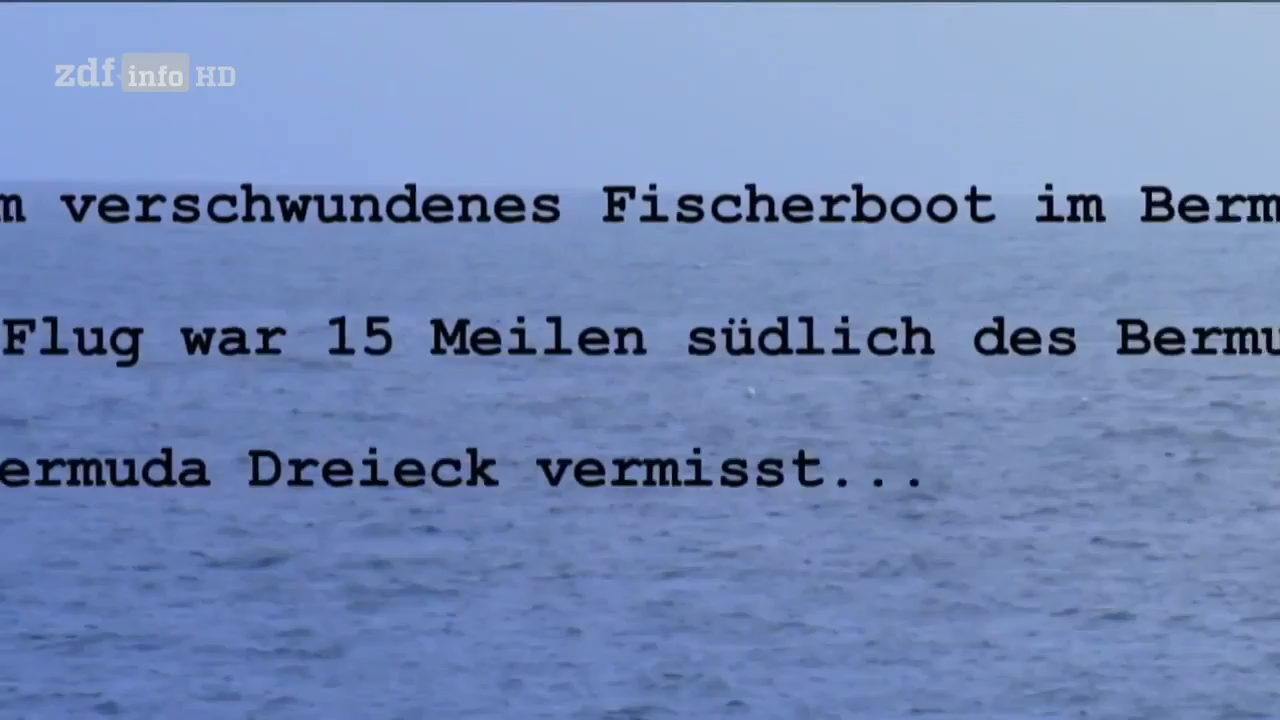 zdf info HD
m verschwundenes Fischerboot im Berm
Flug war 15 Meilen südlich des Bermu
ermuda Dreieck vermisst...